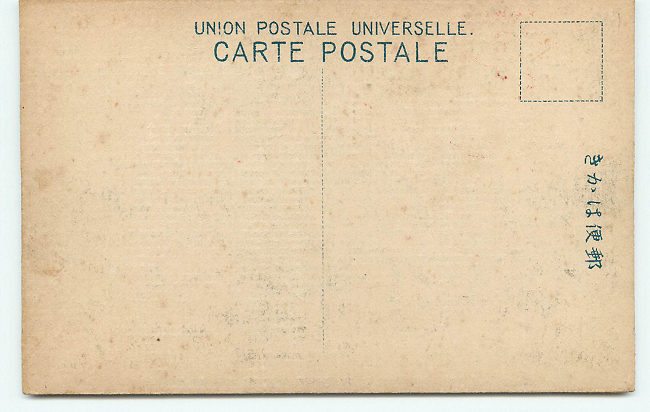 UNION POSTALE UNIVERSELLE.
CARTE POSTALE
きかは便郵